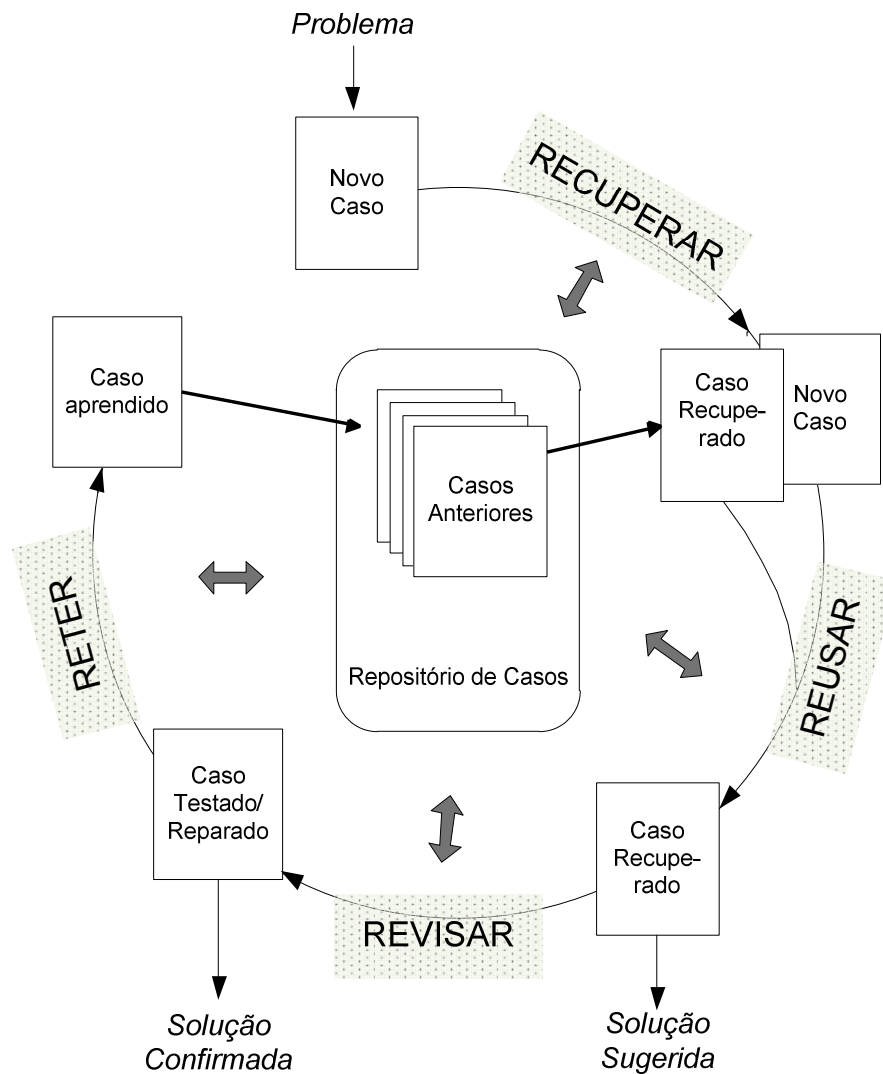 Problema
Novo
Caso
RECUPERAR
Caso
aprendido
Caso
Recupe-
rado
Novo
Caso
Casos
Anteriores
Repositório de Casos
RETER
REUSAR
Caso
Testado/
Reparado
Caso
Recupe-
rado
REVISAR
Solução
Confirmada
Solução
Sugerida